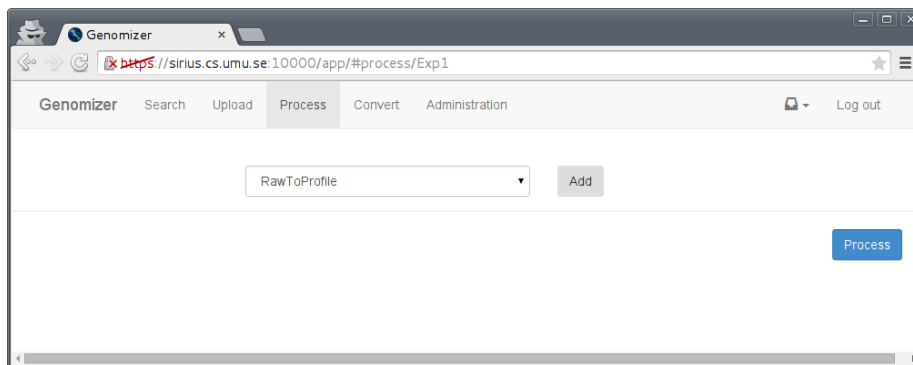 Genomizer
https://sirius.cs.umu.se:10000/app/#process/Exp1
Genomizer Search Upload Process Convert Administration Log out
RawToProfile Add
Process